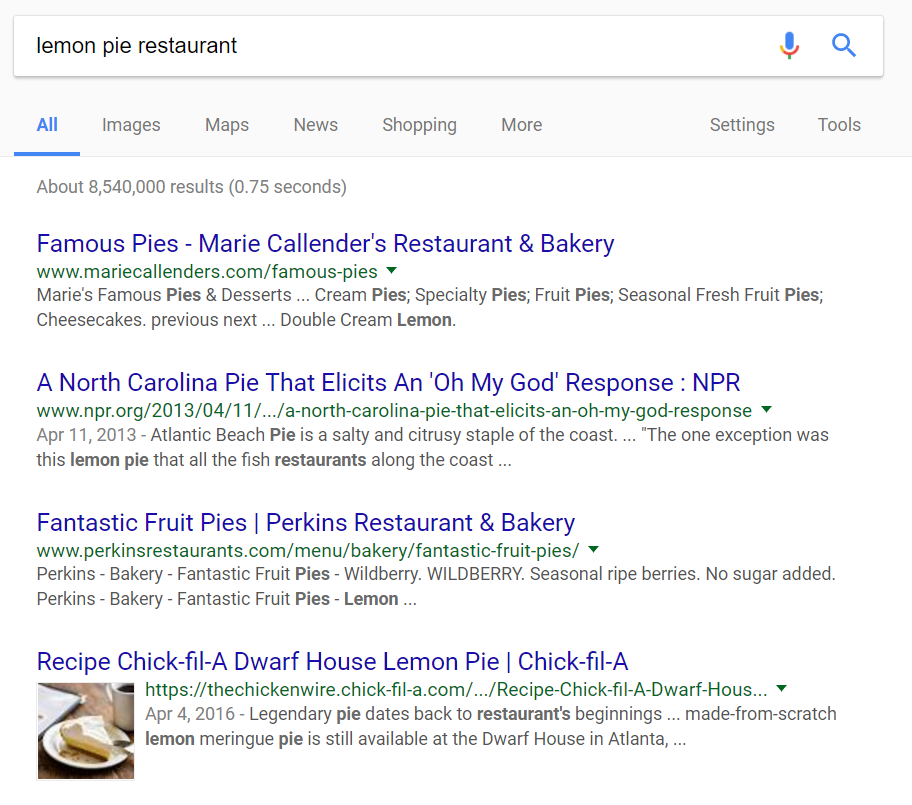 lemon pie restaurant
All Images Maps News Shopping More Settings Tools
About 8,540,000 results (0.75 seconds)
Famous Pies - Marie Callender's Restaurant & Bakery
www.mariecallenders.com/famous-pies
Marie's Famous Pies & Desserts ... Cream Pies; Specialty Pies; Fruit Pies; Seasonal Fresh Fruit Pies;
Cheesecakes. previous next ... Double Cream Lemon.
A North Carolina Pie That Elicits An 'Oh My God' Response : NPR
www.npr.org/2013/04/11/.../a-north-carolina-pie-that-elicits-an-oh-my-god-response
Apr 11, 2013 - Atlantic Beach Pie is a salty and citrusy staple of the coast. ... "The one exception was
this lemon pie that all the fish restaurants along the coast ...
Fantastic Fruit Pies | Perkins Restaurant & Bakery
www.perkinsrestaurants.com/menu/bakery/fantastic-fruit-pies/
Perkins - Bakery - Fantastic Fruit Pies - Wildberry. WILDBERRY. Seasonal ripe berries. No sugar added.
Perkins - Bakery - Fantastic Fruit Pies - Lemon ...
Recipe Chick-fil-A Dwarf House Lemon Pie | Chick-fil-A
https://thechickenwire.chick-fil-a.com/.../Recipe-Chick-fil-A-Dwarf-Hous...
Apr 4, 2016 - Legendary pie dates back to restaurant's beginnings ... made-from-scratch
lemon meringue pie is still available at the Dwarf House in Atlanta, ...